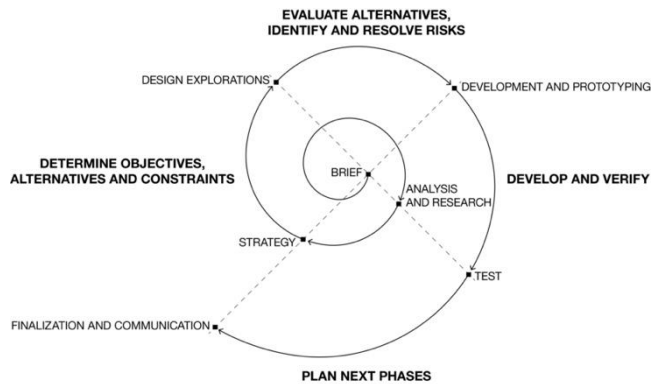 EVALUATE ALTERNATIVES,
IDENTIFY AND RESOLVE RISKS
DESIGN EXPLORATIONS
DEVELOPMENT AND PROTOTYPING
DETERMINE OBJECTIVES,
ALTERNATIVES AND CONSTRAINTS
BRIEF
ANALYSIS
AND RESEARCH
DEVELOP AND VERIFY
STRATEGY
TEST
FINALIZATION AND COMMUNICATION
PLAN NEXT PHASES